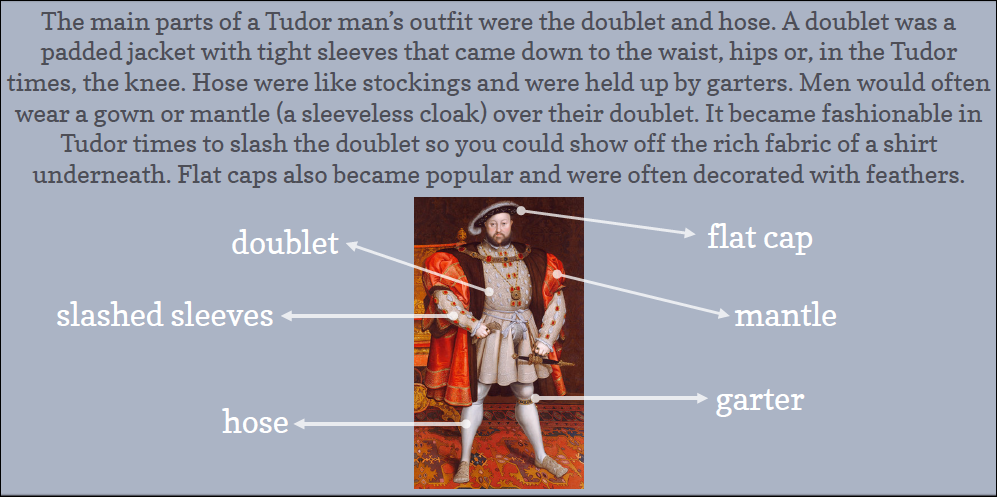 The main parts of a Tudor man’s outfit were the doublet and hose. A doublet was a
padded jacket with tight sleeves that came down to the waist, hips or, in the Tudor
times, the knee. Hose were like stockings and were held up by garters. Men would often
wear a gown or mantle (a sleeveless cloak) over their doublet. It became fashionable in
Tudor times to slash the doublet so you could show off the rich fabric of a shirt
underneath. Flat caps also became popular and were often decorated with feathers.
doublet
flat cap
slashed sleeves
mantle
hose
garter